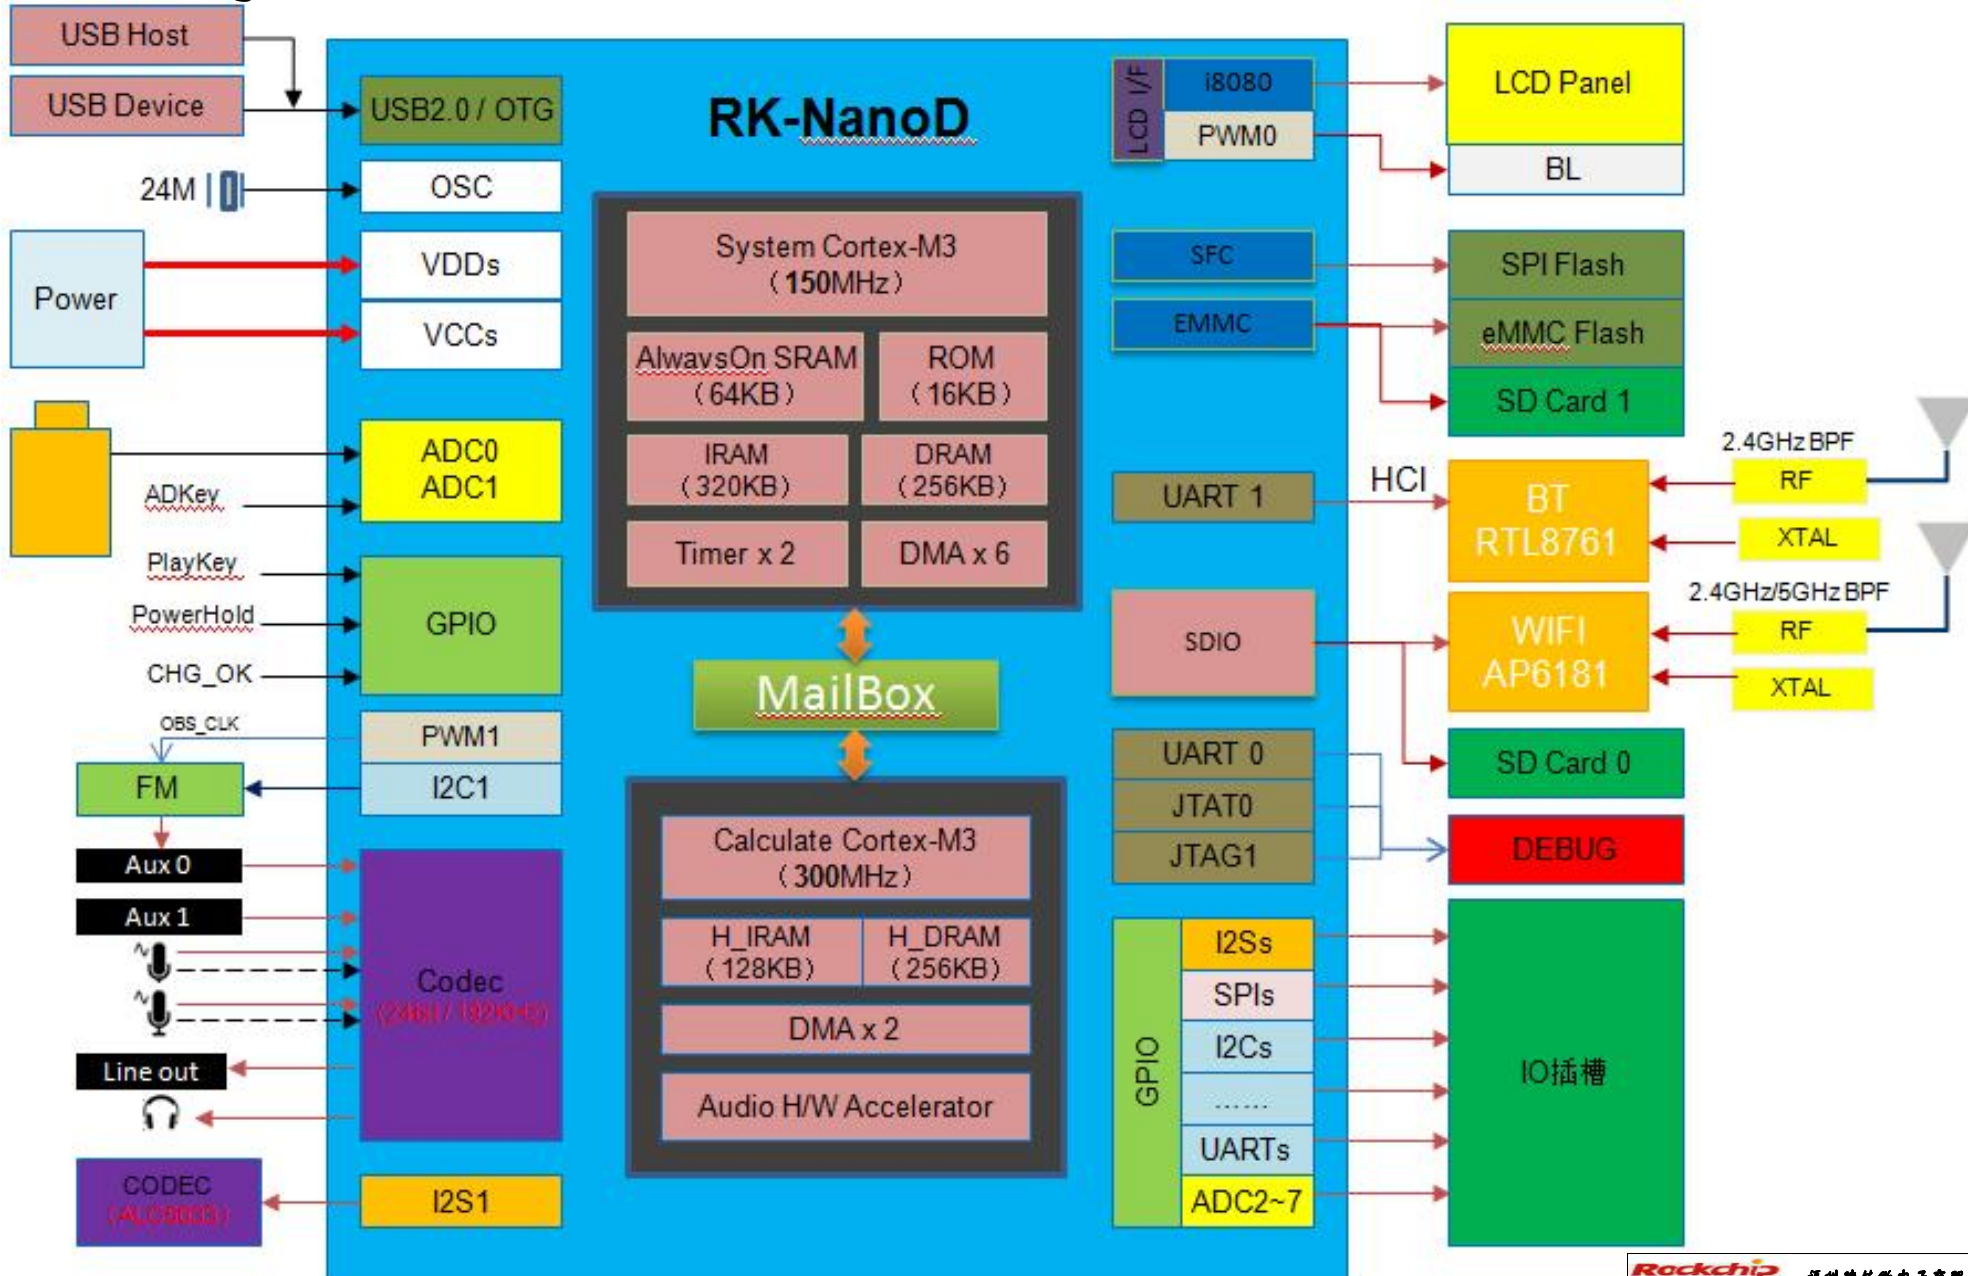 USB Host
USB Device
24M
Power
ADKey
PlayKey
PowerHold
CHG_OK
OBS_CLK
FM
Aux 0
Aux 1
Line out
CODEC
RK-NanoD
USB2.0 / OTG
OSC
VDDs
VCCs
ADC0
ADC1
GPIO
PWM1
I2C1
Codec
I2S1
System Cortex-M3
（150MHz）
AlwavsOn SRAM
（64KB）
ROM
（16KB）
IRAM
（320KB）
DRAM
（256KB）
Timer x 2
DMA x 6
MailBox
Calculate Cortex-M3
（300MHz）
H_IRAM
（128KB）
H_DRAM
（256KB）
DMA x 2
Audio H/W Accelerator
LCD I/F
i8080
PWM0
SFC
EMMC
UART 1
SDIO
UART 0
JTAT0
JTAG1
GPIO
I2Ss
SPIs
I2Cs
......
UARTs
ADC2~7
LCD Panel
BL
SPI Flash
eMMC Flash
SD Card 1
HCI
BT
RTL8761
WIFI
AP6181
SD Card 0
DEBUG
IO插槽
2.4GHz BPF
RF
XTAL
2.4GHz/5GHz BPF
RF
XTAL
Rockchip